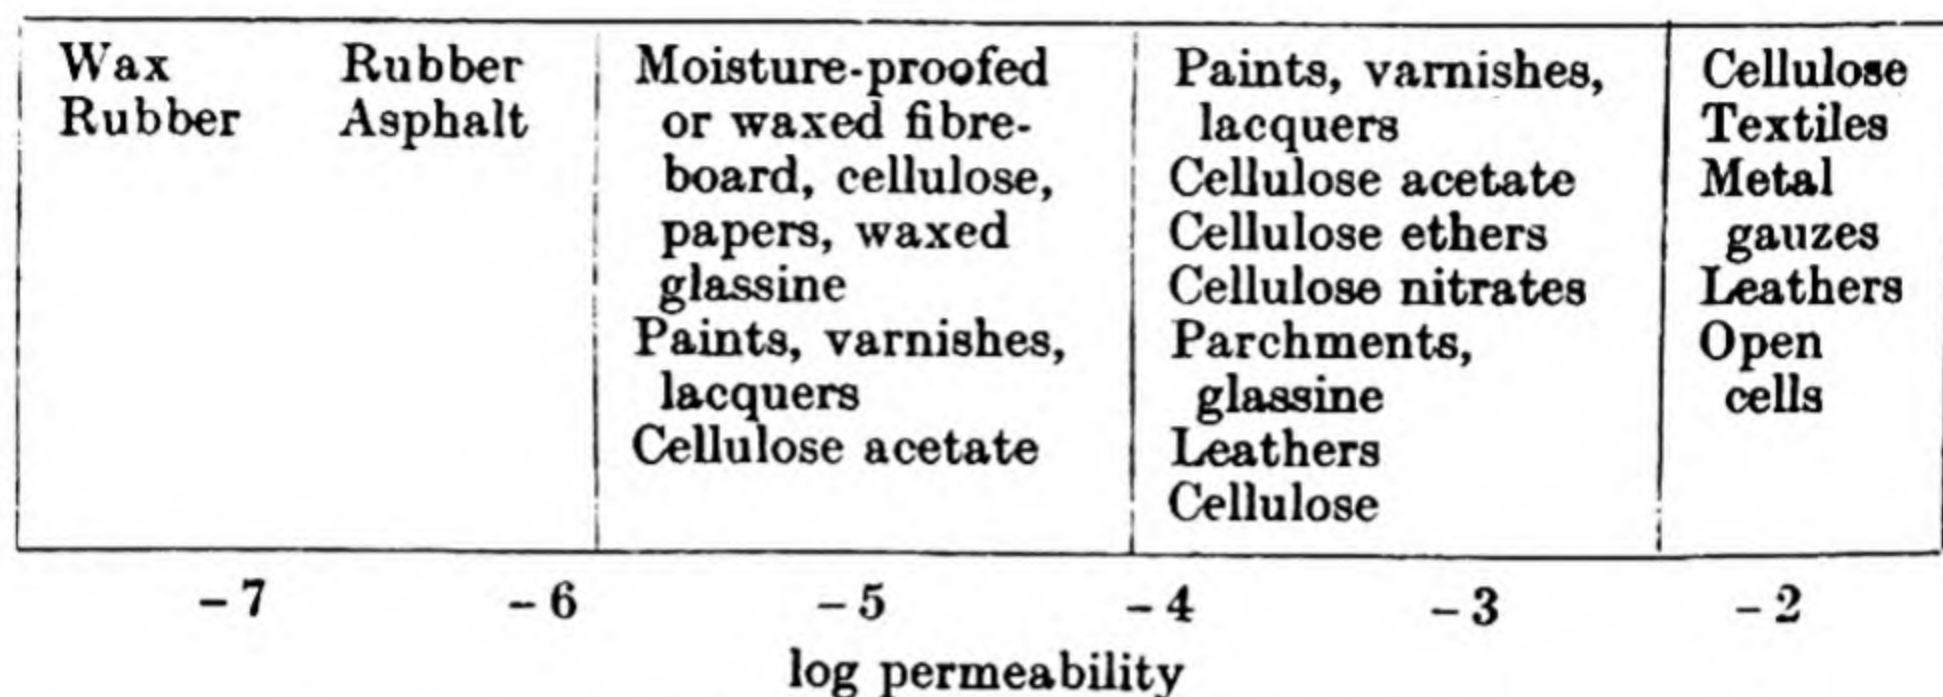 Wax
Rubber
Rubber
Asphalt
Moisture-proofed
or waxed fibre-
board, cellulose,
papers, waxed
glassine
Paints, varnishes,
lacquers
Cellulose acetate
Paints, varnishes,
lacquers
Cellulose acetate
Cellulose ethers
Cellulose nitrates
Parchments,
glassine
Leathers
Cellulose
Cellulose
Textiles
Metal
gauzes
Leathers
Open
cells
-7 -6 -5 -4 -3 -2
log permeability